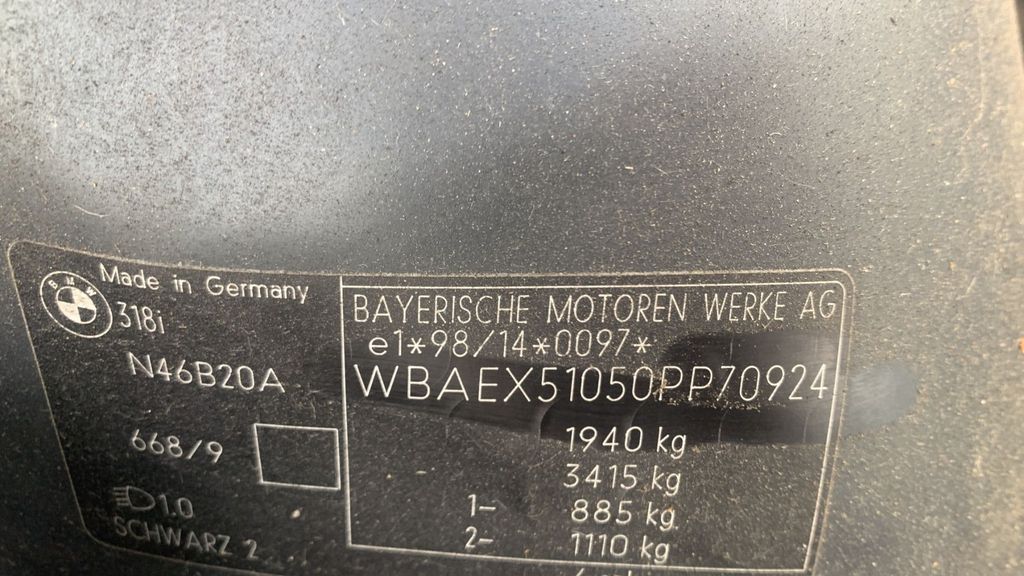 Made in Germany
BMW
318i
N46B20A
668/9
1.0
SCHWARZ 2
BAYERISCHE MOTOREN WERKE AG
e1*98/14*0097*
WBAEX51050PP70924
1940 kg
3415 kg
1- 885 kg
2- 1110 kg